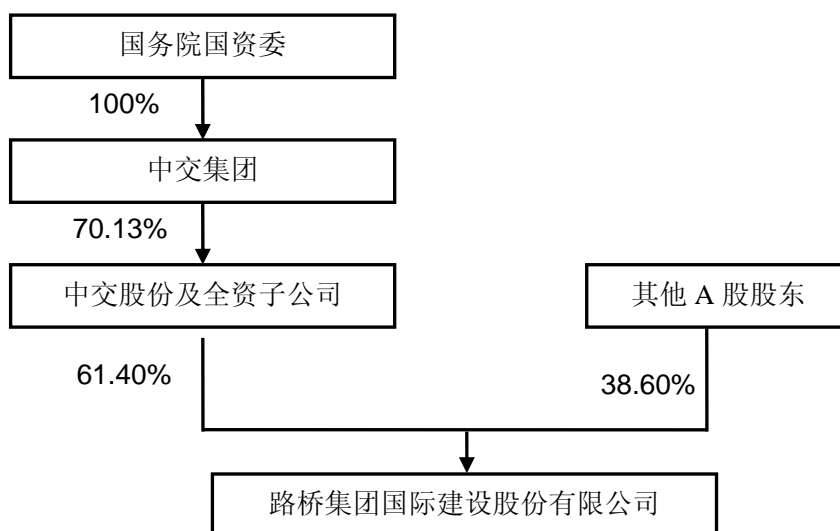 国务院国资委
100%
中交集团
70.13%
中交股份及全资子公司
其他 A 股股东
61.40%
38.60%
路桥集团国际建设股份有限公司